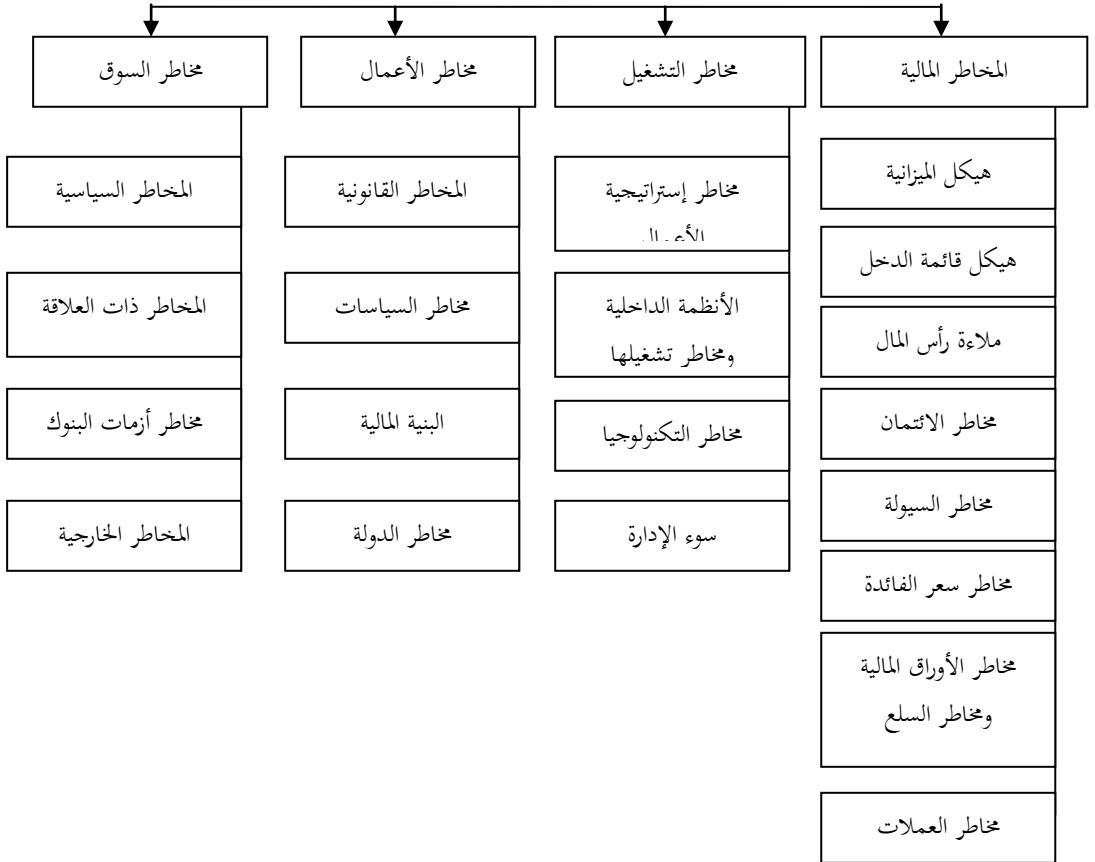 المخاطر المالية
هيكل الميزانية
هيكل قائمة الدخل
ملاءة رأس المال
مخاطر الائتمان
مخاطر السيولة
مخاطر سعر الفائدة
مخاطر الأوراق المالية
ومخاطر السلع
مخاطر العملات
مخاطر التشغيل
مخاطر إستراتيجية
الأعمال
الأنظمة الداخلية
ومخاطر تشغيلها
مخاطر التكنولوجيا
سوء الإدارة
مخاطر الأعمال
المخاطر القانونية
مخاطر السياسات
البنية المالية
مخاطر الدولة
مخاطر السوق
المخاطر السياسية
المخاطر ذات العلاقة
مخاطر أزمات البنوك
المخاطر الخارجية